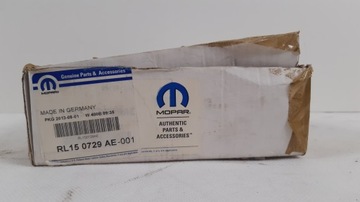 Genuine Parts & Accessories
MADE IN GERMANY
MOPAR
AUTHENTIC
PARTS &
ACCESSORIES
RL15 0729 AE-001